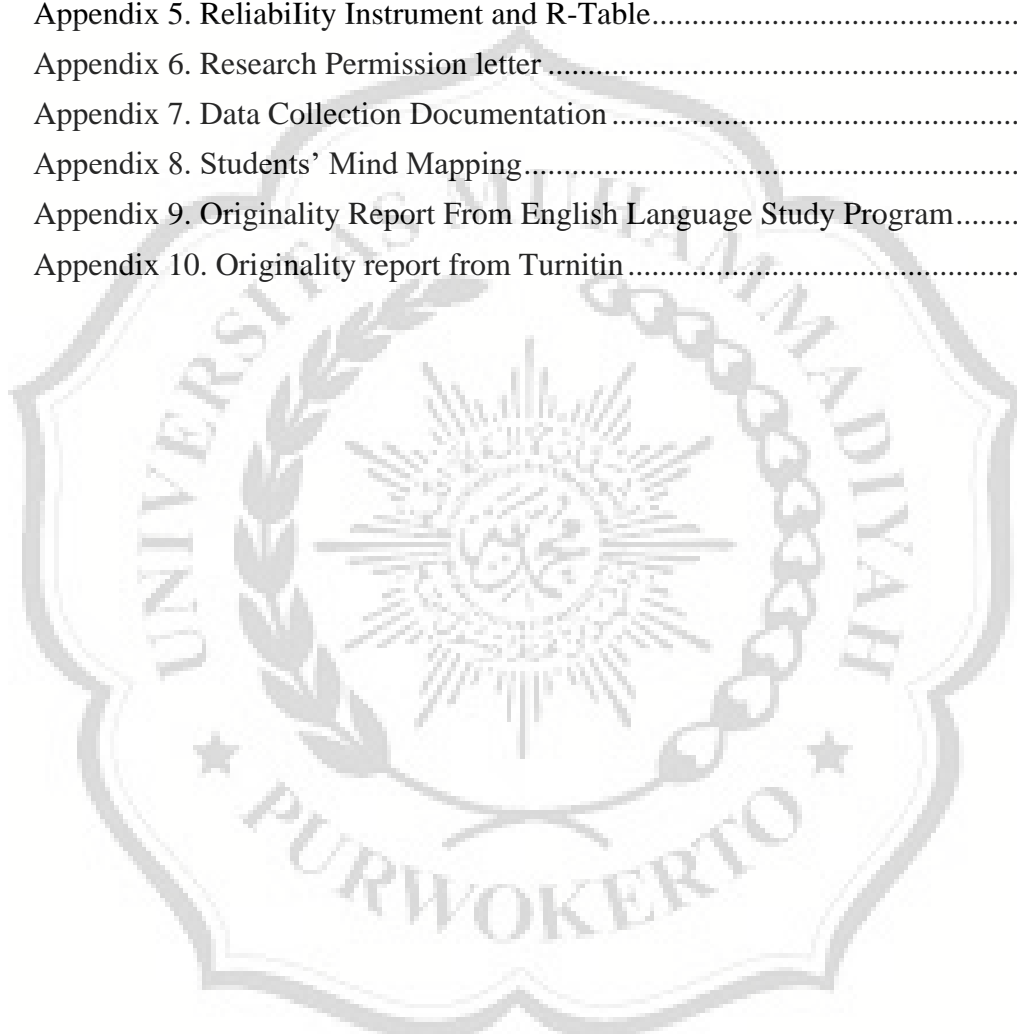 Appendix 5. ReliabiIity Instrument and R-Table....................................................
Appendix 6. Research Permission letter ..................................................................
Appendix 7. Data Collection Documentation ..........................................................
Appendix 8. Students’ Mind Mapping.....................................................................
Appendix 9. Originality Report From English Language Study Program........
Appendix 10. Originality report from Turnitin .......................................................
UNIVERSITAS MUHAMMADIYAH
PURWOKERTO